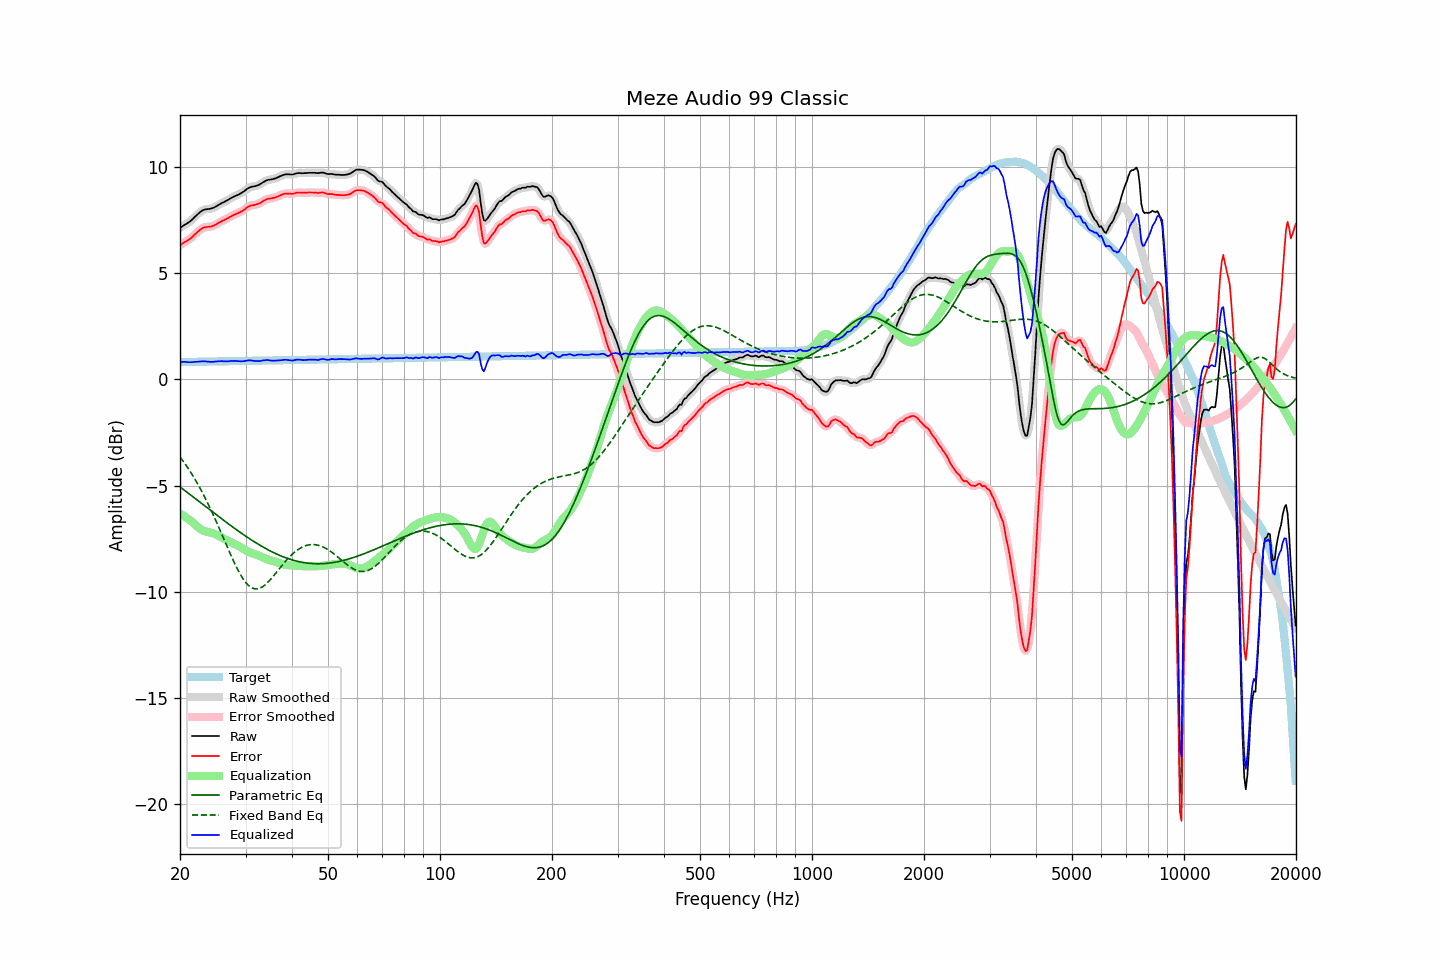 Meze Audio 99 Classic
10
5
0
−5
−10
−15
−20
Amplitude (dBr)
Target
Raw Smoothed
Error Smoothed
Raw
Error
Equalization
Parametric Eq
Fixed Band Eq
Equalized
20 50 100 200 500 1000 2000 5000 10000 20000
Frequency (Hz)